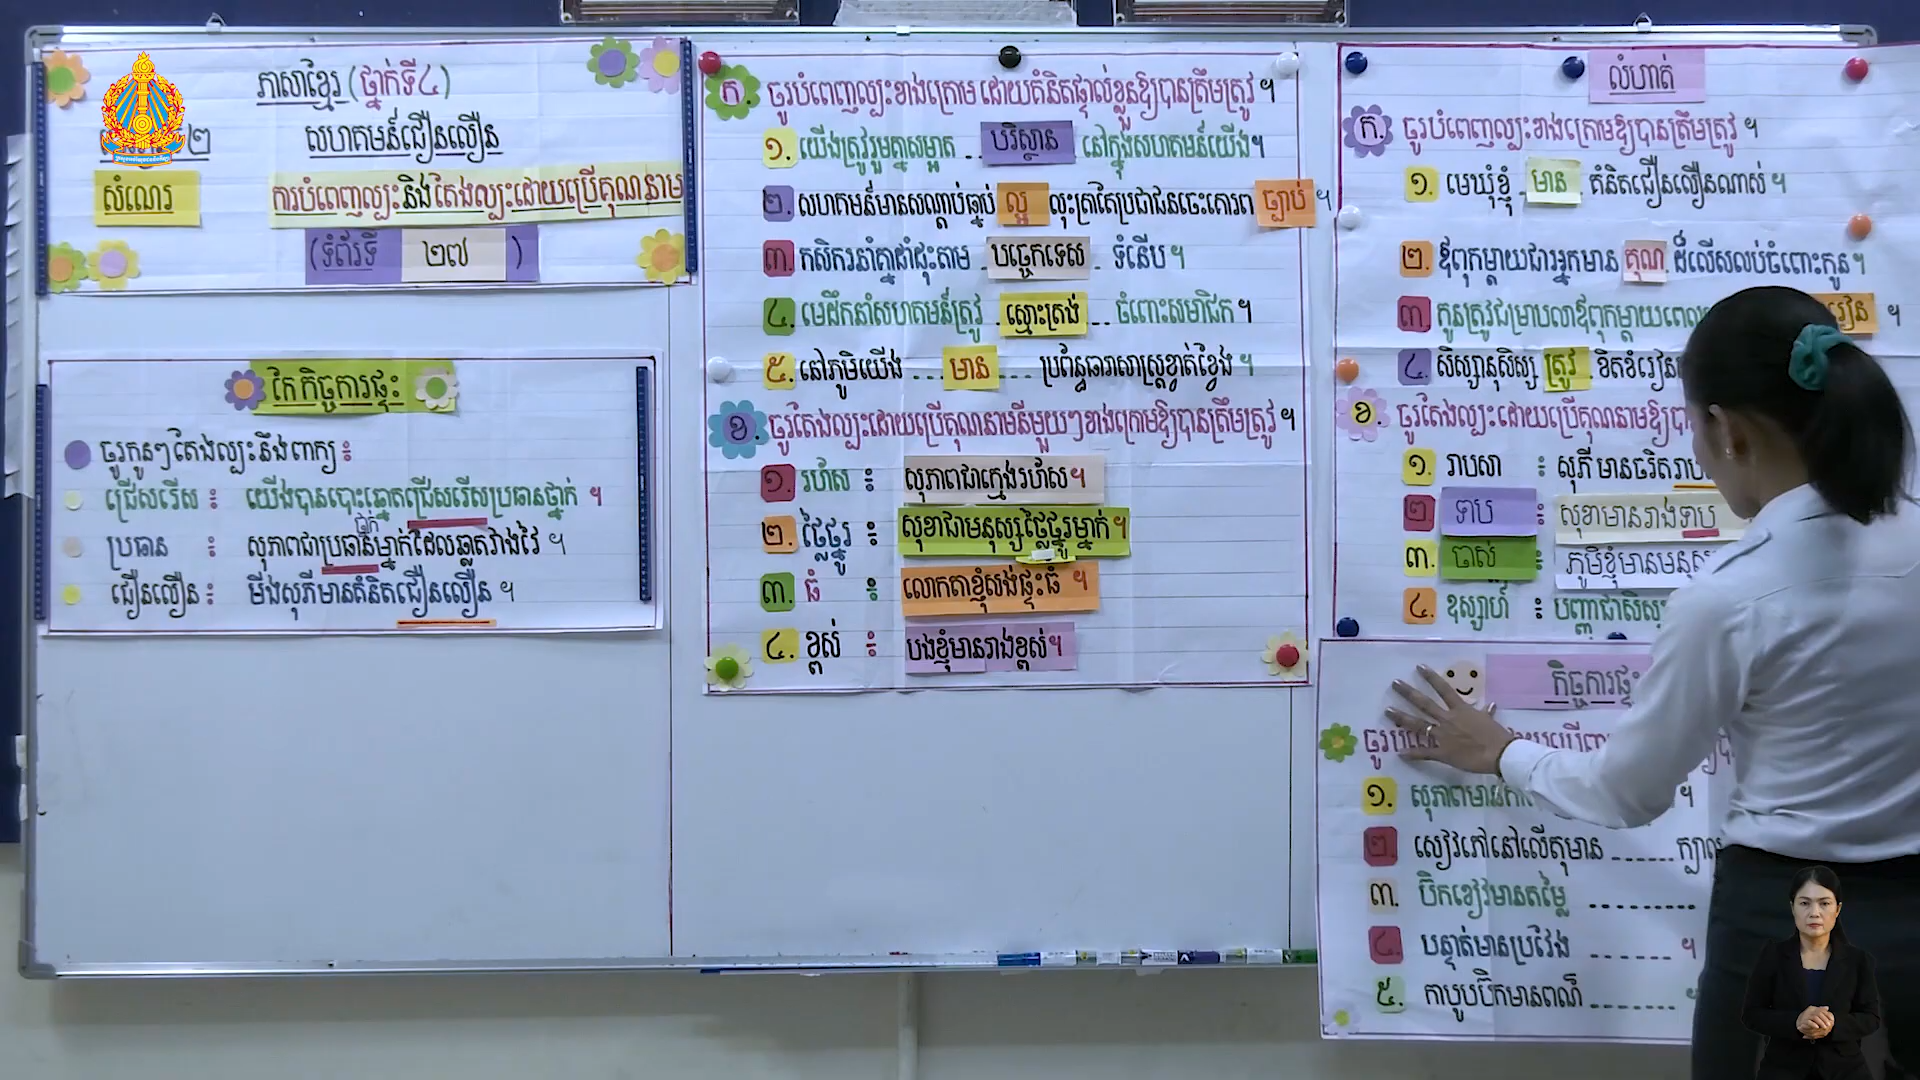 ភាសាខ្មែរ (ថ្នាក់ទី៤)
២ សហគមន៍ជឿនលឿន
សំណេរ ការបំពេញល្បះនិងតែងល្បះដោយប្រើគុណនាម
(ទំព័រទី ២៧ )
កែកិច្ចការផ្ទះ
ចូរកូនៗតែងល្បះនឹងពាក្យ៖
ជ្រើសរើស ៖ យើងបានបោះឆ្នោតជ្រើសរើសប្រធានថ្នាក់ ។
ថ្នាក់
ប្រធាន ៖ សុភាពជាប្រធានម្នាក់ដែលឆ្លាតវាងវៃ ។
ជឿនលឿន ៖ មីងសុភីមានគំនិតជឿនលឿន ។
ក. ចូរបំពេញល្បះខាងក្រោមដោយគំនិតផ្ទាល់ខ្លួនឱ្យបានត្រឹមត្រូវ ។
១. យើងត្រូវរួមគ្នាសម្អាត បរិស្ថាន នៅក្នុងសហគមន៍យើង។
២. សហគមន៍មានសណ្ដាប់ធ្នាប់ ល្អ លុះត្រាតែប្រជាជនចេះគោរព ច្បាប់ ។
៣. កសិករនាំគ្នាដាំដុះតាម បច្ចេកទេស ទំនើប។
៤. មេដឹកនាំសហគមន៍ត្រូវ ស្មោះត្រង់ ចំពោះសមាជិក។
៥. នៅភូមិយើង ... មាន .... ប្រព័ន្ធធារាសាស្ត្រខ្វាត់ខ្វែង ។
ខ. ចូរតែងល្បះដោយប្រើគុណនាមនីមួយៗខាងក្រោមឱ្យបានត្រឹមត្រូវ ។
១. រហ័ស ៖ សុភាពជាក្មេងរហ័ស។
២. ថ្លៃថ្នូរ ៖ សុខាជាមនុស្សថ្លៃថ្នូរម្នាក់។
៣. ធំ ៖ លោកតាខ្ញុំសង់ផ្ទះធំ ។
៤. ខ្ពស់ ៖ បងខ្ញុំមានរាងខ្ពស់។
លំហាត់
ក. ចូរបំពេញល្បះខាងក្រោមឱ្យបានត្រឹមត្រូវ ។
១. មេឃុំខ្ញុំ មាន គំនិតជឿនលឿនណាស់ ។
២. ឪពុកម្ដាយជាអ្នកមាន គុណ ដ៏លើសលប់ចំពោះកូន។
៣. កូនត្រូវជម្រាបលាឪពុកម្ដាយពេល រៀន ។
៤. សិស្សានុសិស្ស ត្រូវ ខិតខំរៀន
ខ. ចូរតែងល្បះដោយប្រើគុណនាមឱ្យបា
១. រាបសា ៖ សុភីមានចរិតរាប
២ ទាប ៖ សុខាមានរាងទាប
៣. ចាស់ ៖ ភូមិខ្ញុំមានមនុស្ស
៤. ឧស្សាហ៍ ៖ បញ្ញាជាសិស្ស
កិច្ចការផ្ទះ
១. សុភាពមាន ។
២. សៀវភៅនៅលើតុមាន ...... ក្បាល
៣. ប៊ិកខៀវមានតម្លៃ ..........
៤. បន្ទាត់មានប្រវែង ...... ។
៥. កាបូបប៊ិកមានពណ៌ .......